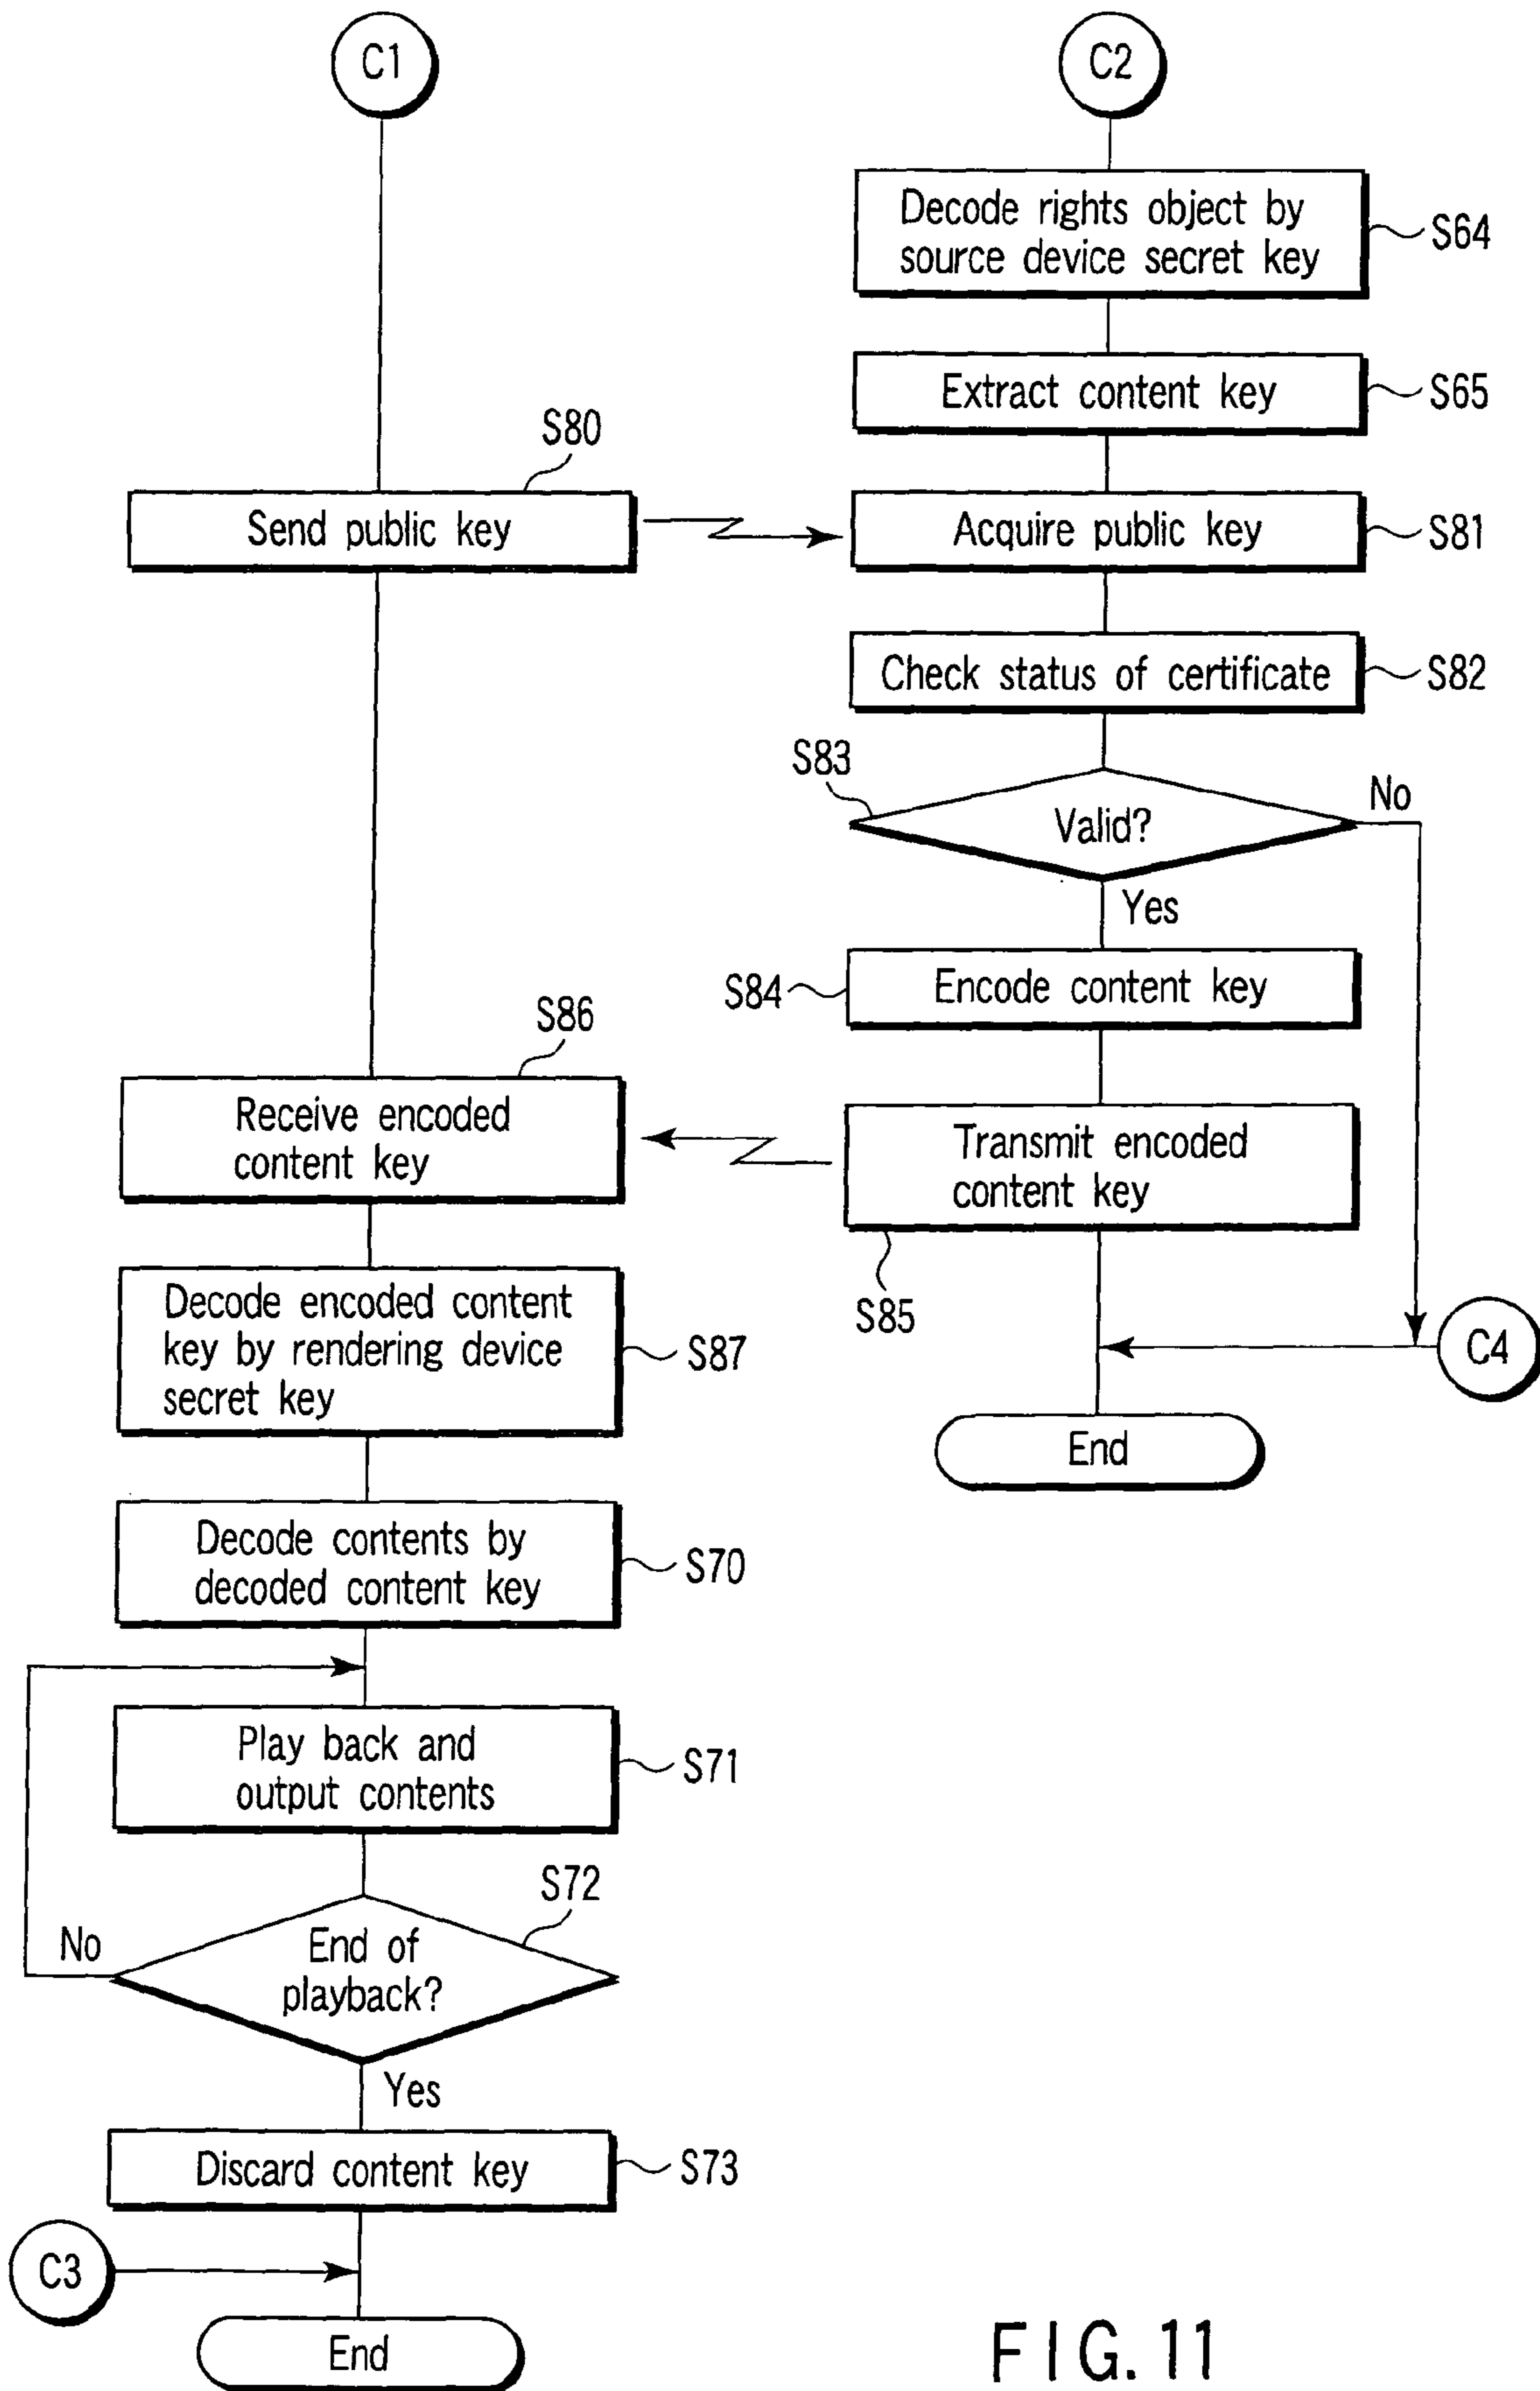 C1
C2
Decode rights object by
source device secret key
S64
Extract content key
S65
S80
Send public key
Acquire public key
S81
Check status of certificate
S82
S83
Valid?
No
Yes
S84
Encode content key
S86
Receive encoded
content key
Transmit encoded
content key
S85
Decode encoded content
key by rendering device
secret key
S87
C4
End
Decode contents by
decoded content key
S70
Play back and
output contents
S71
S72
No
End of
playback?
Yes
Discard content key
S73
C3
End
FIG. 11